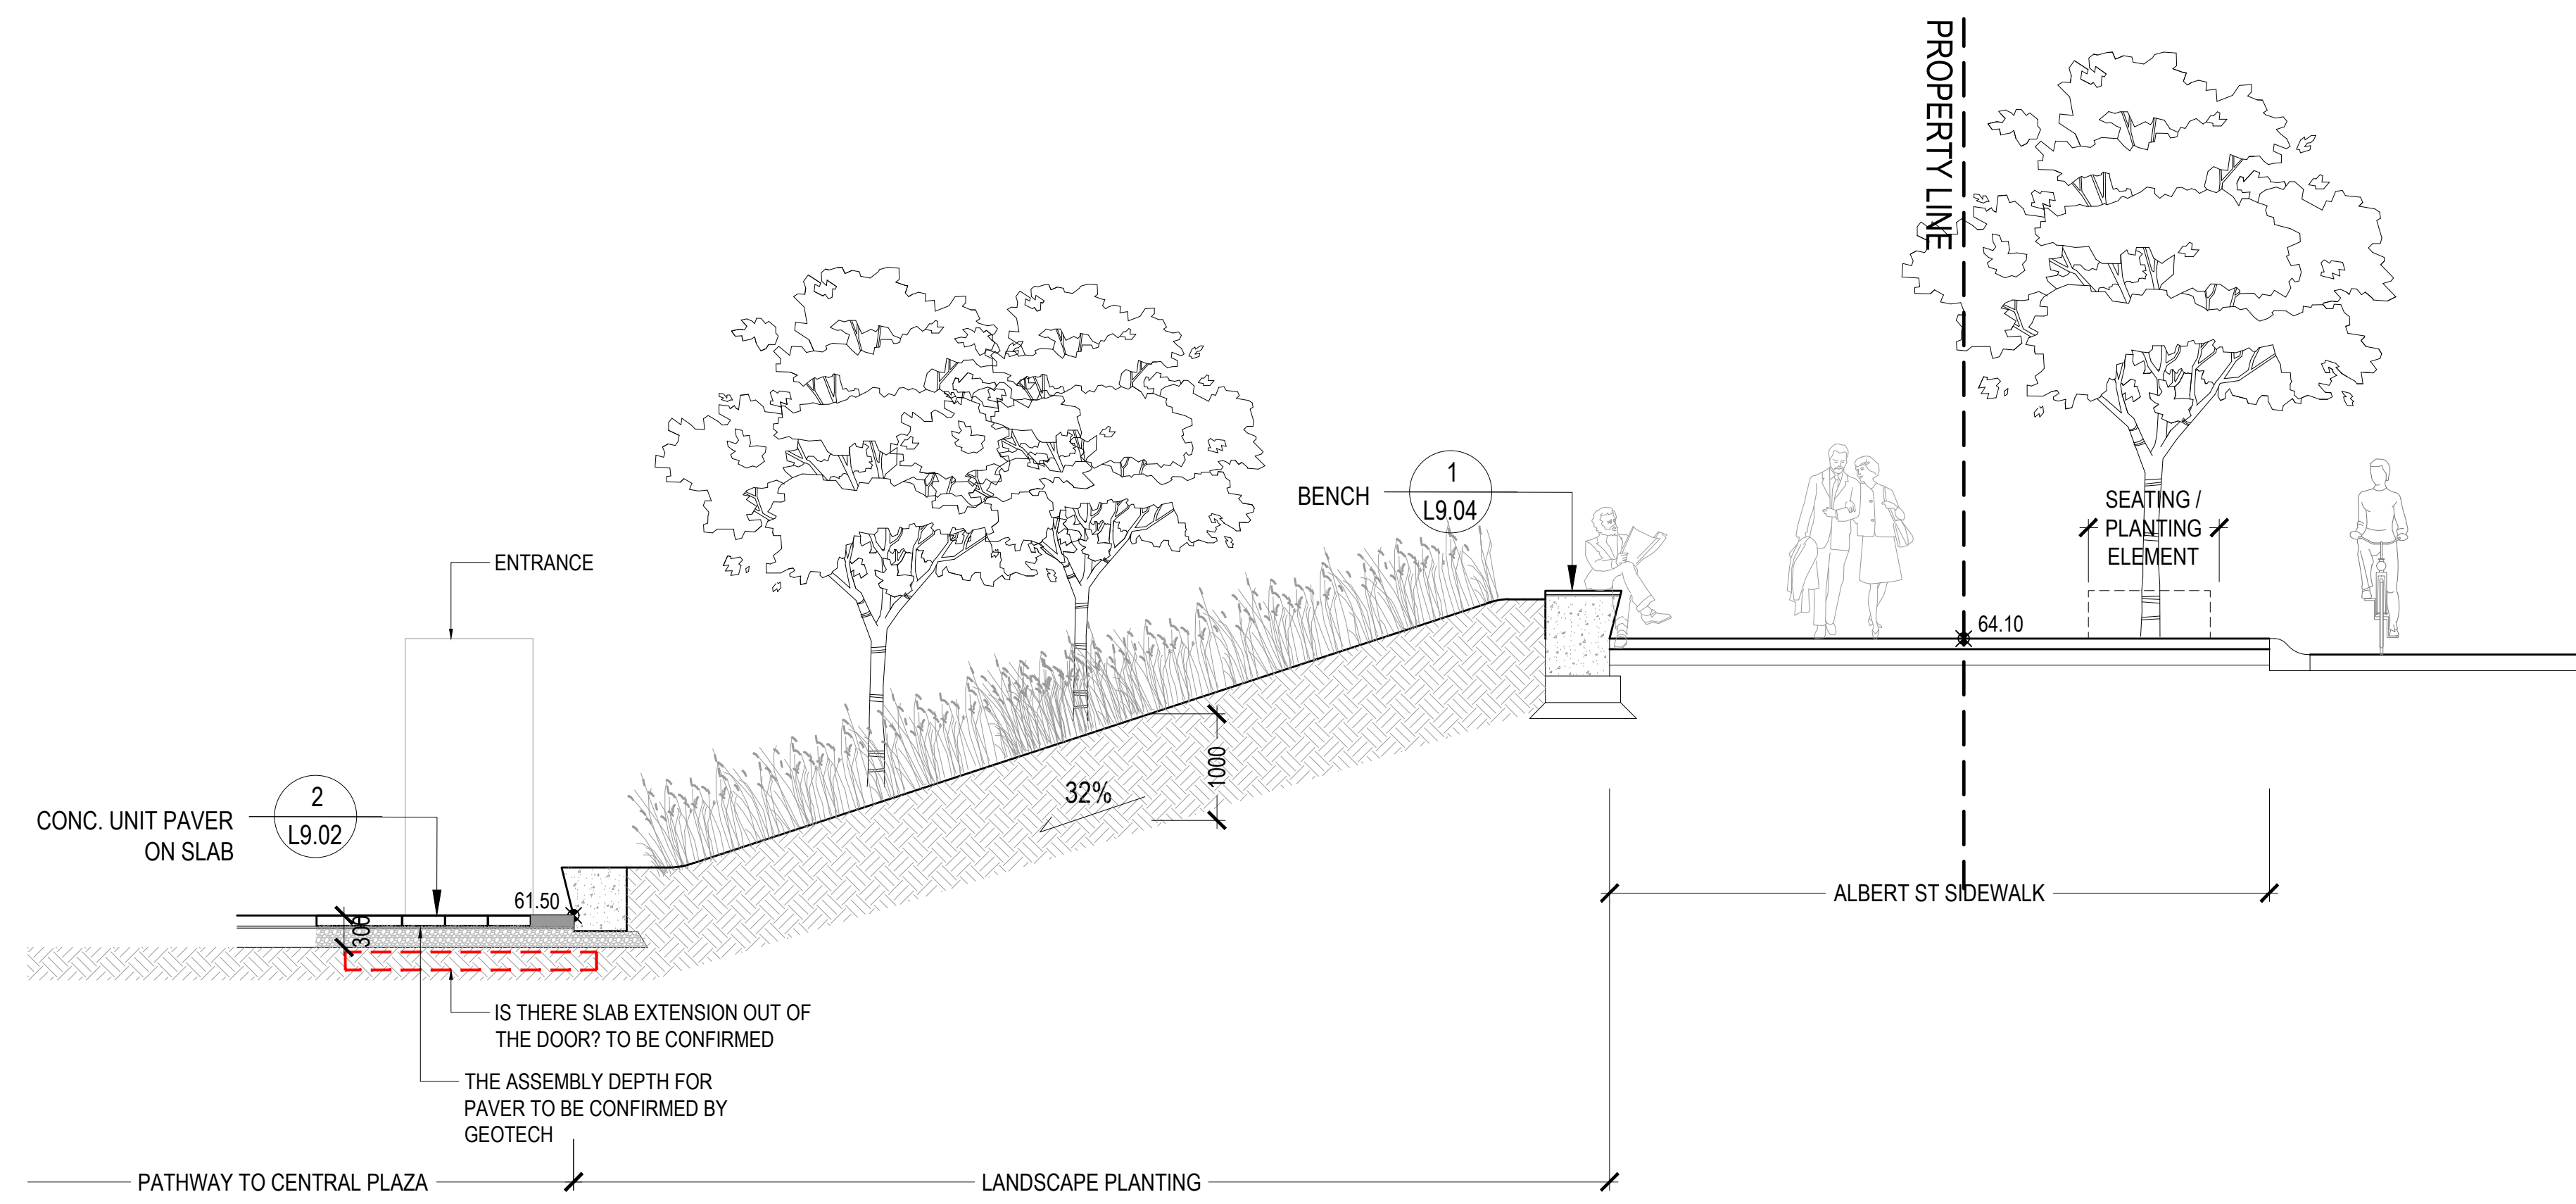 PROPERTY LINE
1
BENCH
L9.04
SEATING /
PLANTING
ELEMENT
ENTRANCE
64.10
1000
32%
2
CONC. UNIT PAVER
L9.02
ON SLAB
61.50
300
ALBERT ST SIDEWALK
IS THERE SLAB EXTENSION OUT OF
THE DOOR? TO BE CONFIRMED
THE ASSEMBLY DEPTH FOR
PAVER TO BE CONFIRMED BY
GEOTECH
PATHWAY TO CENTRAL PLAZA
LANDSCAPE PLANTING